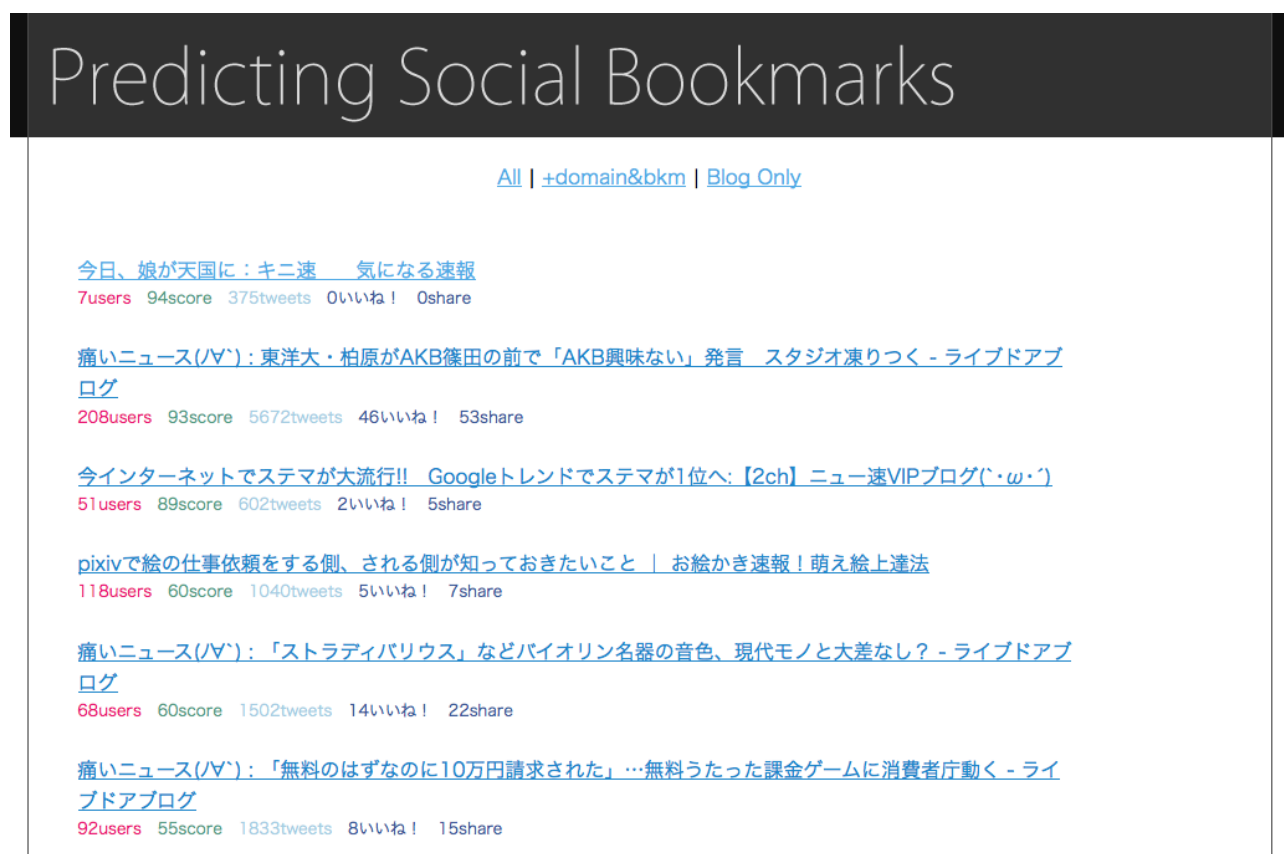 Predicting Social Bookmarks
All | +domain&bkm | Blog Only
今日、娘が天国に：キニ速　　気になる速報
7users 94score 375tweets 0いいね！ 0share
痛いニュース(ﾉ∀`) : 東洋大・柏原がAKB篠田の前で「AKB興味ない」発言　スタジオ凍りつく - ライブドアブ
ログ
208users 93score 5672tweets 46いいね！ 53share
今インターネットでステマが大流行!!　Googleトレンドでステマが1位へ:【2ch】ニュー速VIPブログ(`･ω･´)
51users 89score 602tweets 2いいね！ 5share
pixivで絵の仕事依頼をする側、される側が知っておきたいこと ｜ お絵かき速報！萌え絵上達法
118users 60score 1040tweets 5いいね！ 7share
痛いニュース(ﾉ∀`) : 「ストラディバリウス」などバイオリン名器の音色、現代モノと大差なし？ - ライブドアブ
ログ
68users 60score 1502tweets 14いいね！ 22share
痛いニュース(ﾉ∀`) : 「無料のはずなのに10万円請求された」…無料うたった課金ゲームに消費者庁動く - ライ
ブドアブログ
92users 55score 1833tweets 8いいね！ 15share